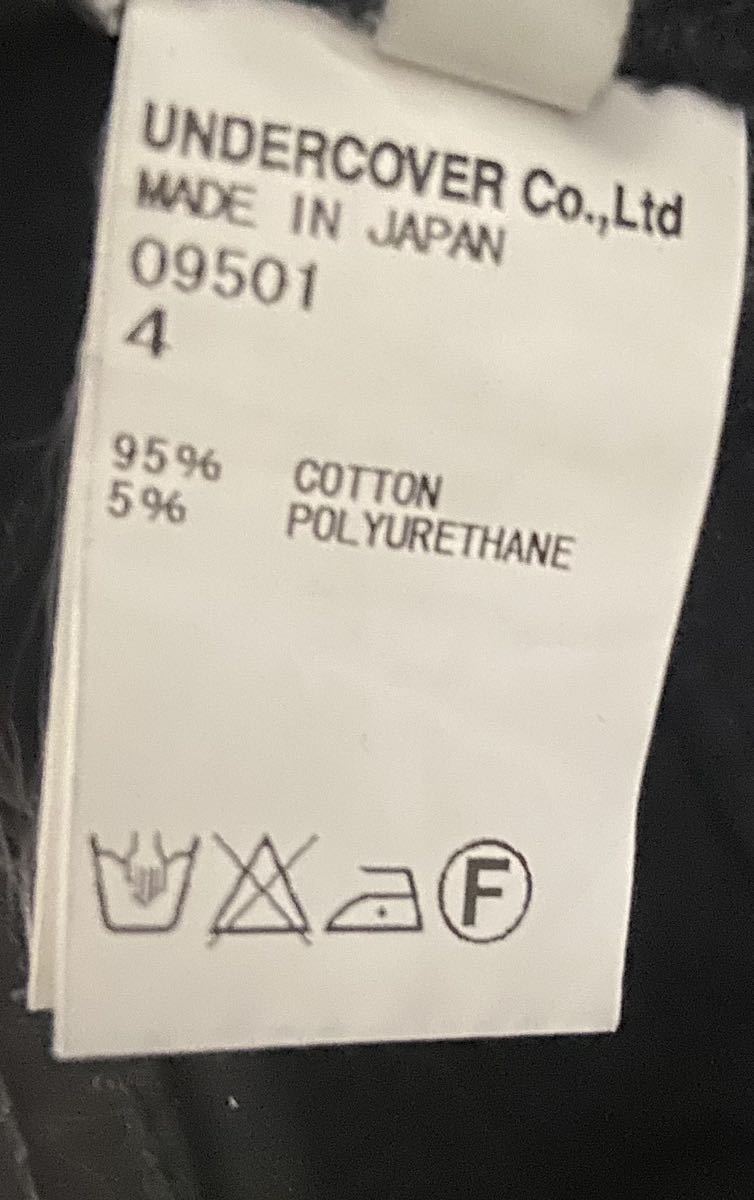 UNDERCOVER Co.,Ltd
MADE IN JAPAN
09501
4
95% COTTON
5% POLYURETHANE
F